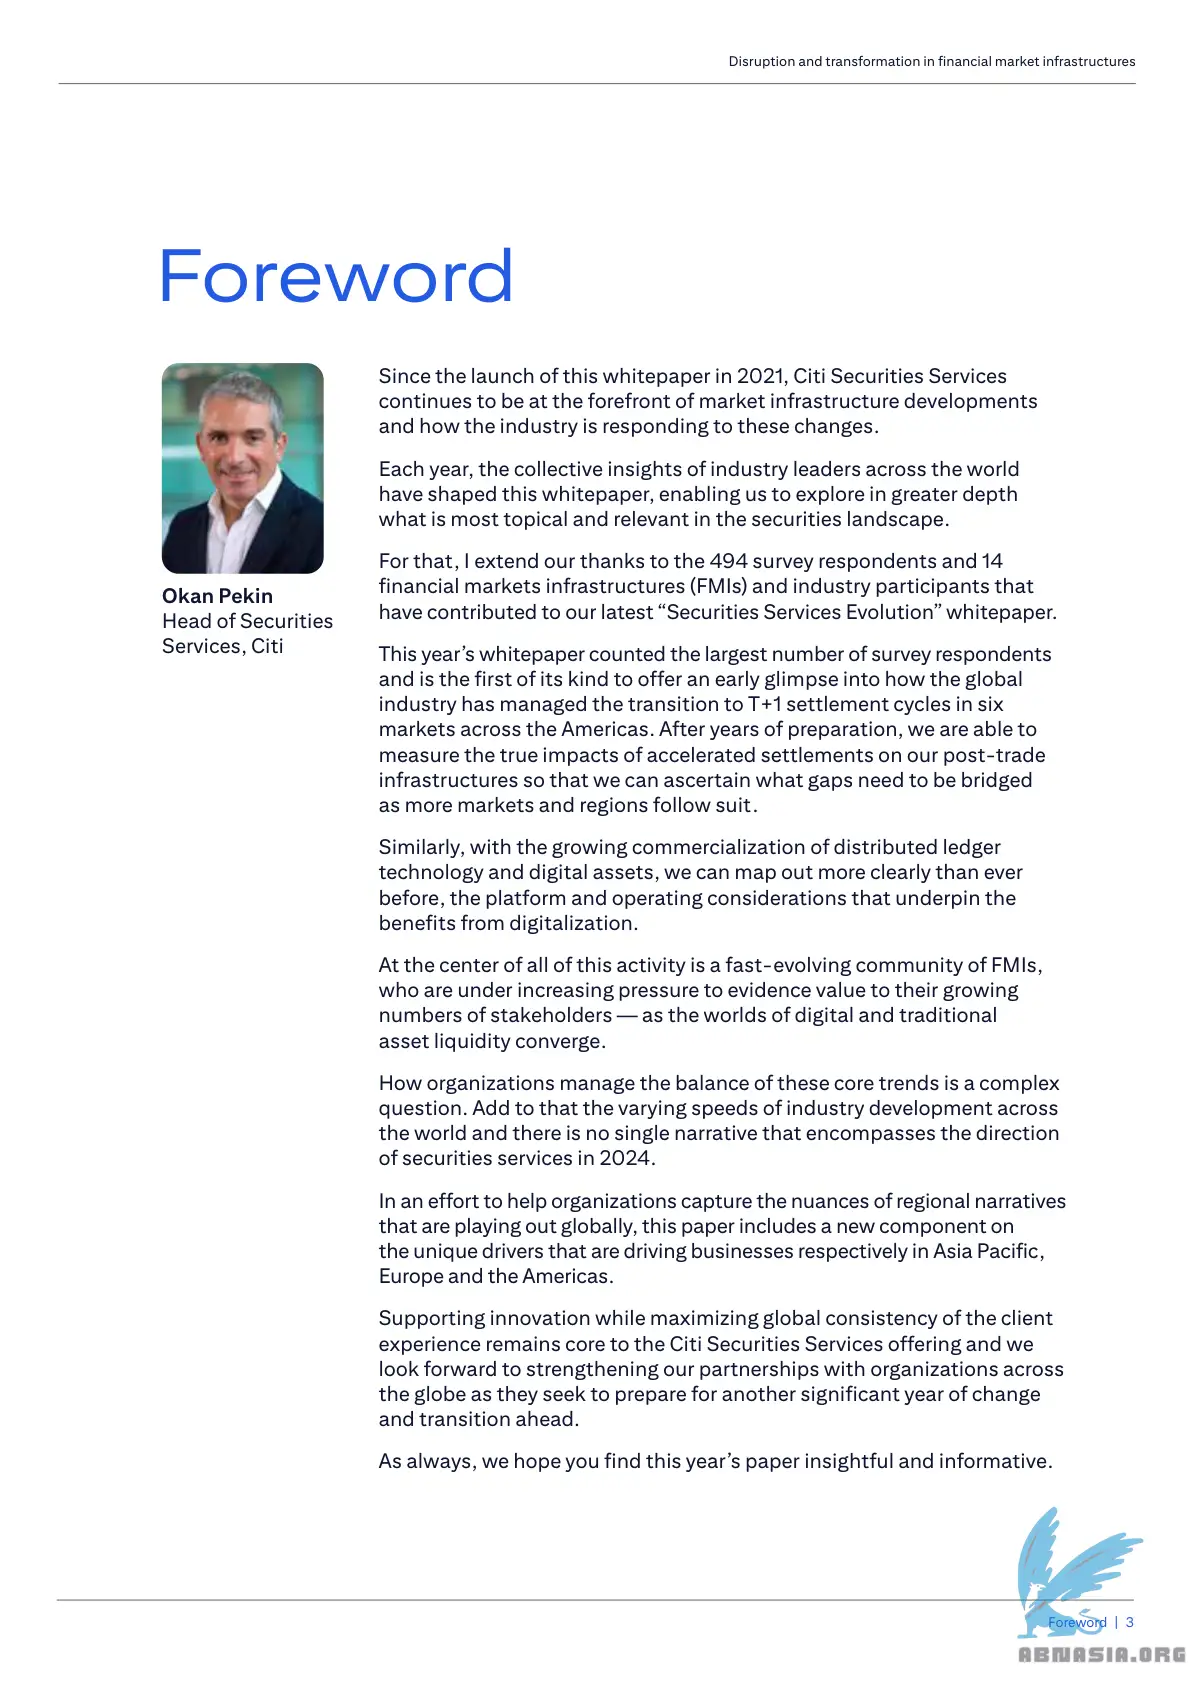 Disruption and transformation in financial market infrastructures
Foreword
Okan Pekin
Head of Securities
Services, Citi
Since the launch of this whitepaper in 2021, Citi Securities Services
continues to be at the forefront of market infrastructure developments
and how the industry is responding to these changes.
Each year, the collective insights of industry leaders across the world
have shaped this whitepaper, enabling us to explore in greater depth
what is most topical and relevant in the securities landscape.
For that, I extend our thanks to the 494 survey respondents and 14
financial markets infrastructures (FMIs) and industry participants that
have contributed to our latest “Securities Services Evolution” whitepaper.
This year’s whitepaper counted the largest number of survey respondents
and is the first of its kind to offer an early glimpse into how the global
industry has managed the transition to T+1 settlement cycles in six
markets across the Americas. After years of preparation, we are able to
measure the true impacts of accelerated settlements on our post-trade
infrastructures so that we can ascertain what gaps need to be bridged
as more markets and regions follow suit.
Similarly, with the growing commercialization of distributed ledger
technology and digital assets, we can map out more clearly than ever
before, the platform and operating considerations that underpin the
benefits from digitalization.
At the center of all of this activity is a fast-evolving community of FMIs,
who are under increasing pressure to evidence value to their growing
numbers of stakeholders — as the worlds of digital and traditional
asset liquidity converge.
How organizations manage the balance of these core trends is a complex
question. Add to that the varying speeds of industry development across
the world and there is no single narrative that encompasses the direction
of securities services in 2024.
In an effort to help organizations capture the nuances of regional narratives
that are playing out globally, this paper includes a new component on
the unique drivers that are driving businesses respectively in Asia Pacific,
Europe and the Americas.
Supporting innovation while maximizing global consistency of the client
experience remains core to the Citi Securities Services offering and we
look forward to strengthening our partnerships with organizations across
the globe as they seek to prepare for another significant year of change
and transition ahead.
As always, we hope you find this year’s paper insightful and informative.
Foreword | 3
ABNASIA.ORG